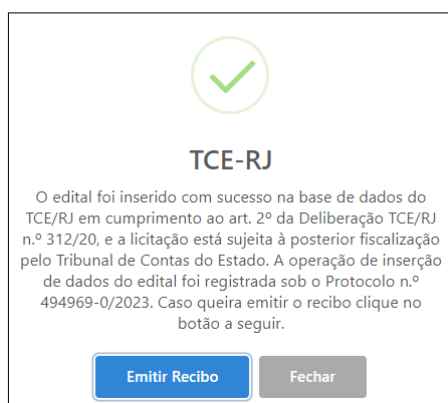 TCE-RJ
O edital foi inserido com sucesso na base de dados do
TCE/RJ em cumprimento ao art. 2º da Deliberação TCE/RJ
n.º 312/20, e a licitação está sujeita à posterior fiscalização
pelo Tribunal de Contas do Estado. A operação de inserção
de dados do edital foi registrada sob o Protocolo n.º
494969-0/2023. Caso queira emitir o recibo clique no
botão a seguir.
Emitir Recibo
Fechar